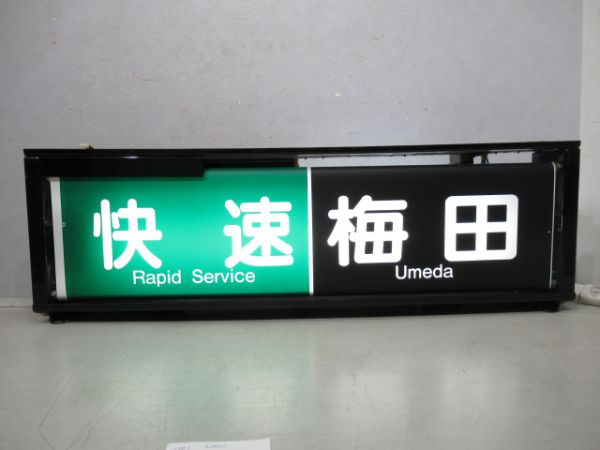 快速 梅田
Rapid Service Umeda